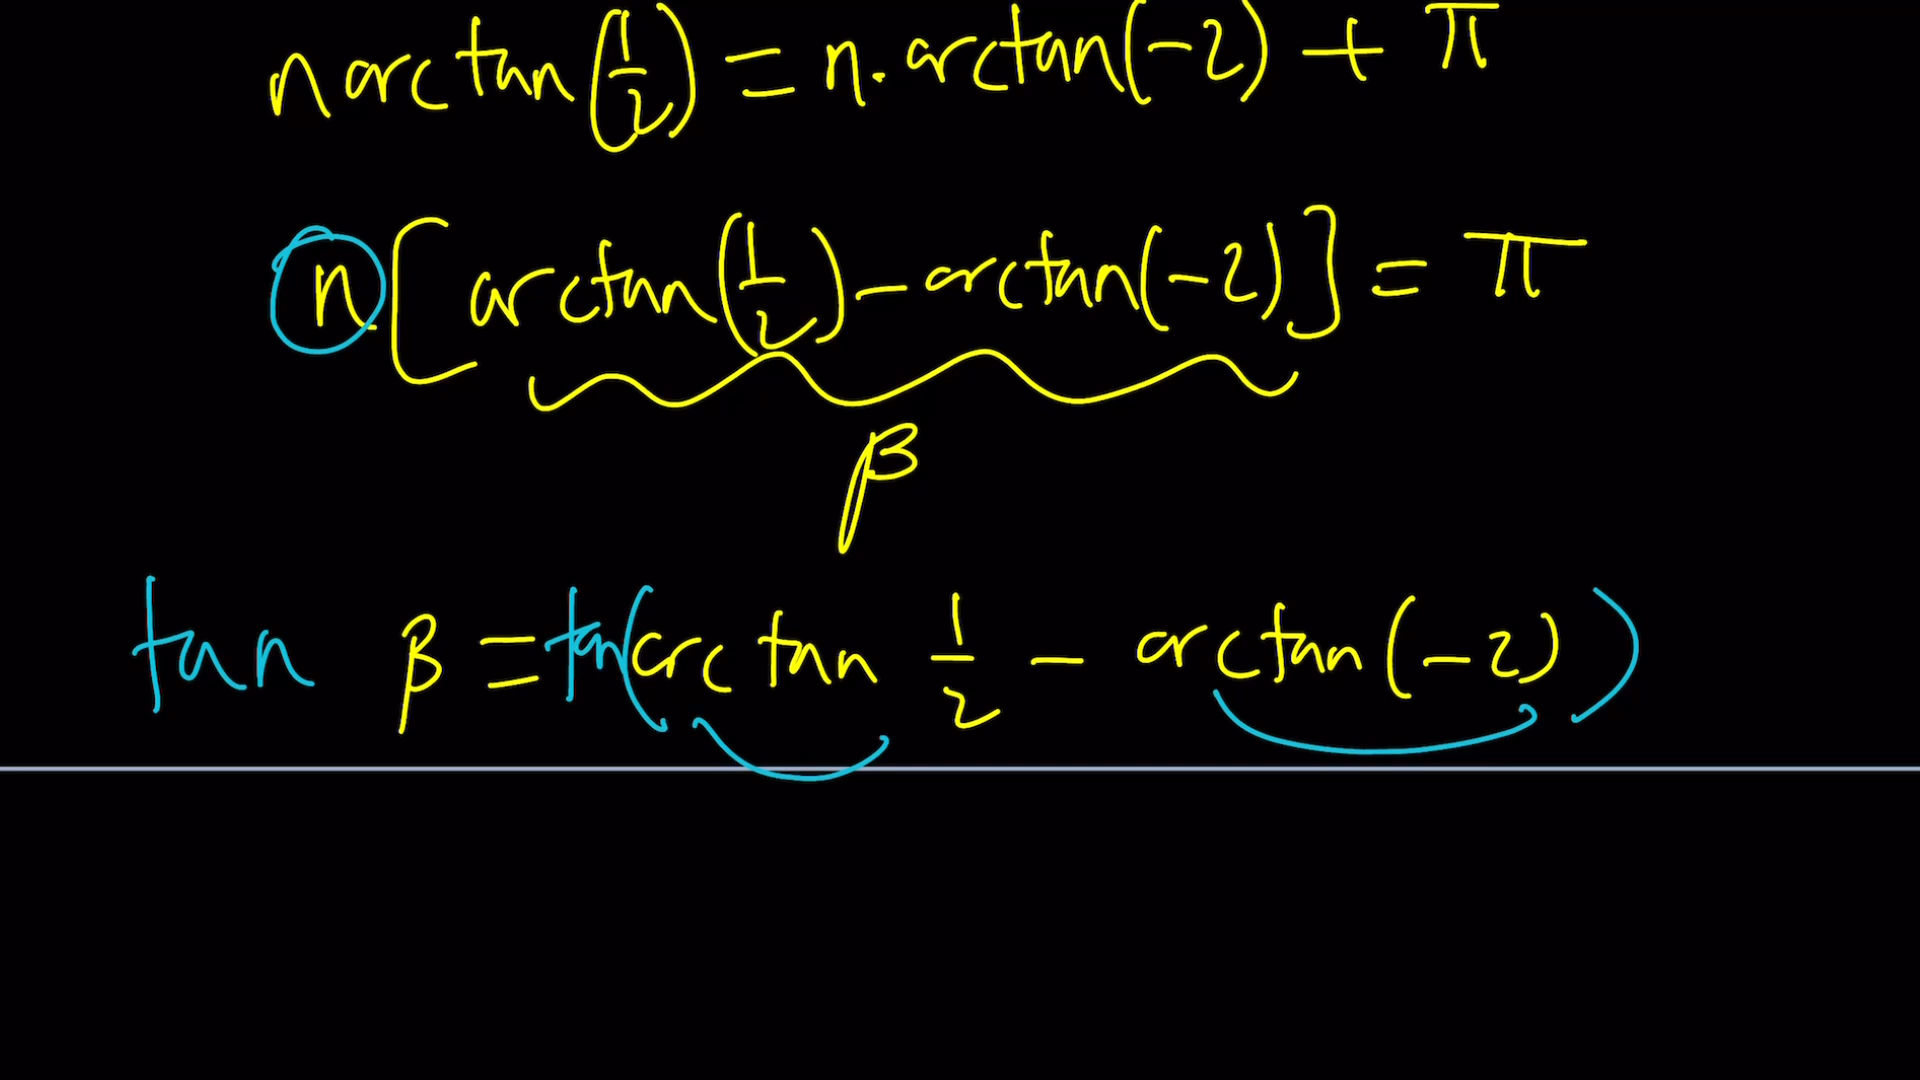 n arctan(1/2) = n. arctan(-2) + π
n[arctan(1/2) - arctan(-2)] = π
β
tan β = tan(arctan 1/2 - arctan(-2))